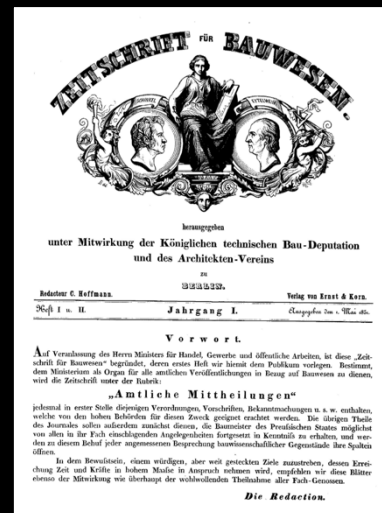 ZEITSCHRIFT FÜR BAUWESEN.
SCHINKEL
EYTELWEIN
herausgegeben
unter Mitwirkung der Königlichen technischen Bau-Deputation
und des Architekten-Vereins
zu
BERLIN.
Redacteur C. Hoffmann.
Verlag von Ernst & Korn.
Heft I u. II.
Jahrgang I.
Ausgegeben den 1. Mai 1851.
Vorwort.
Auf Veranlassung des Herrn Ministers für Handel, Gewerbe und öffentliche Arbeiten, ist diese „Zeit-
schrift für Bauwesen“ begründet, deren erstes Heft wir hiemit dem Publikum vorlegen. Bestimmt,
dem Ministerium als Organ für alle amtlichen Veröffentlichungen in Bezug auf Bauwesen zu dienen,
wird die Zeitschrift unter der Rubrik:
„Amtliche Mittheilungen“
jedesmal in erster Stelle diejenigen Verordnungen, Vorschriften, Bekanntmachungen u. s. w. enthalten,
welche von den hohen Behörden für diesen Zweck geeignet erachtet werden. Die übrigen Theile
des Journales sollen außerdem zunächst dienen, die Baumeister des Preußischen Staates möglichst
von allen in ihr Fach einschlagenden Angelegenheiten fortgesetzt in Kenntniß zu erhalten, und wer-
den zu diesem Behuf jeder angemessenen Besprechung bauwissenschaftlicher Gegenstände ihre Spalten
öffnen.
In dem Bewußtsein, einem würdigen, aber weit gesteckten Ziele zuzustreben, dessen Errei-
chung Zeit und Kräfte in hohem Maaße in Anspruch nehmen wird, empfehlen wir diese Blätter
ebenso der Mitwirkung wie überhaupt der wohlwollenden Theilnahme aller Fach-Genossen.
Die Redaction.